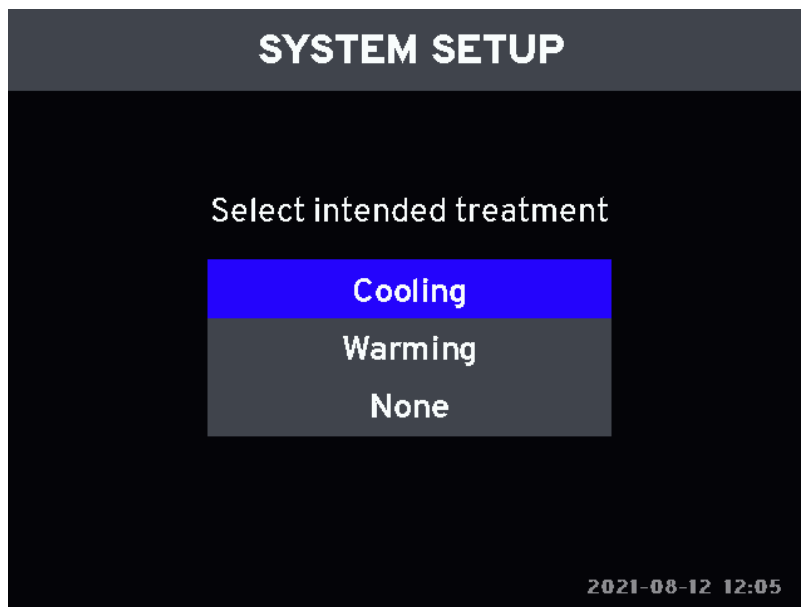 SYSTEM SETUP
Select intended treatment
Cooling
Warming
None
2021-08-12 12:05